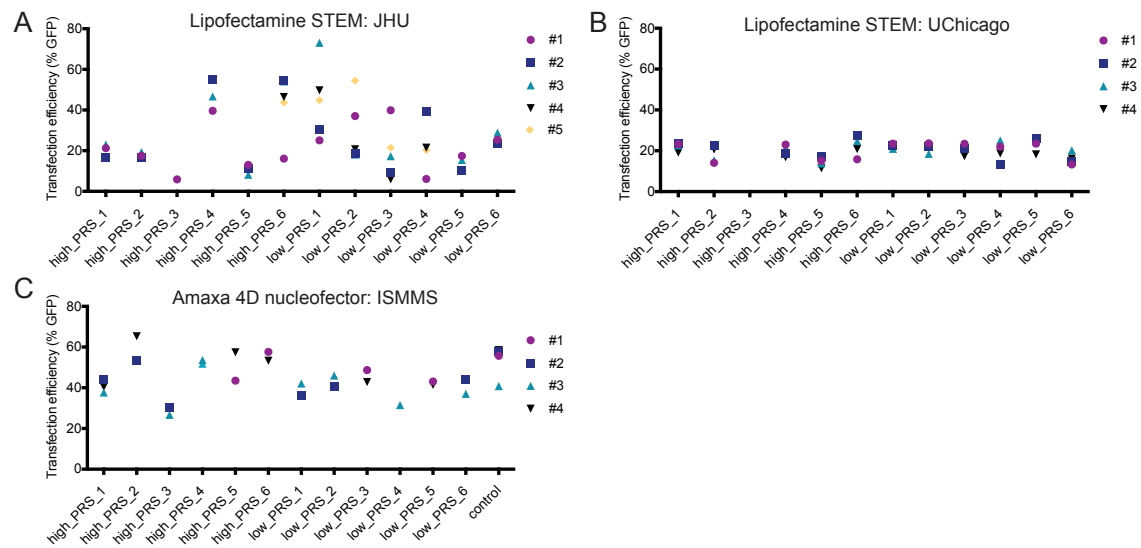 A
Lipofectamine STEM: JHU
Transfection efficiency (% GFP)
80
60
40
20
0
high_PRS_1
high_PRS_2
high_PRS_3
high_PRS_4
high_PRS_5
high_PRS_6
low_PRS_1
low_PRS_2
low_PRS_3
low_PRS_4
low_PRS_5
low_PRS_6
#1
#2
#3
#4
#5
B
Lipofectamine STEM: UChicago
Transfection efficiency (% GFP)
80
60
40
20
0
high_PRS_1
high_PRS_2
high_PRS_3
high_PRS_4
high_PRS_5
high_PRS_6
low_PRS_1
low_PRS_2
low_PRS_3
low_PRS_4
low_PRS_5
low_PRS_6
#1
#2
#3
#4
C
Amaxa 4D nucleofector: ISMMS
Transfection efficiency (% GFP)
80
60
40
20
0
high_PRS_1
high_PRS_2
high_PRS_3
high_PRS_4
high_PRS_5
high_PRS_6
low_PRS_1
low_PRS_2
low_PRS_3
low_PRS_4
low_PRS_5
low_PRS_6
control
#1
#2
#3
#4